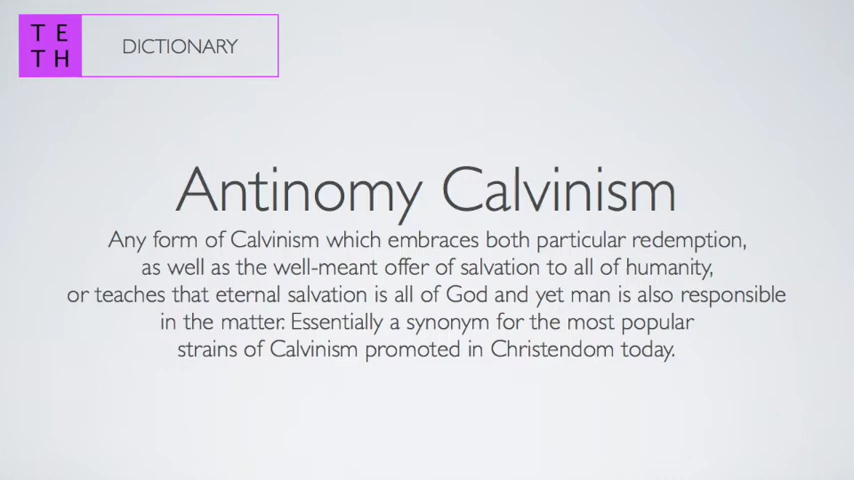 TE
TH
DICTIONARY
Antinomy Calvinism
Any form of Calvinism which embraces both particular redemption,
as well as the well-meant offer of salvation to all of humanity,
or teaches that eternal salvation is all of God and yet man is also responsible
in the matter. Essentially a synonym for the most popular
strains of Calvinism promoted in Christendom today.